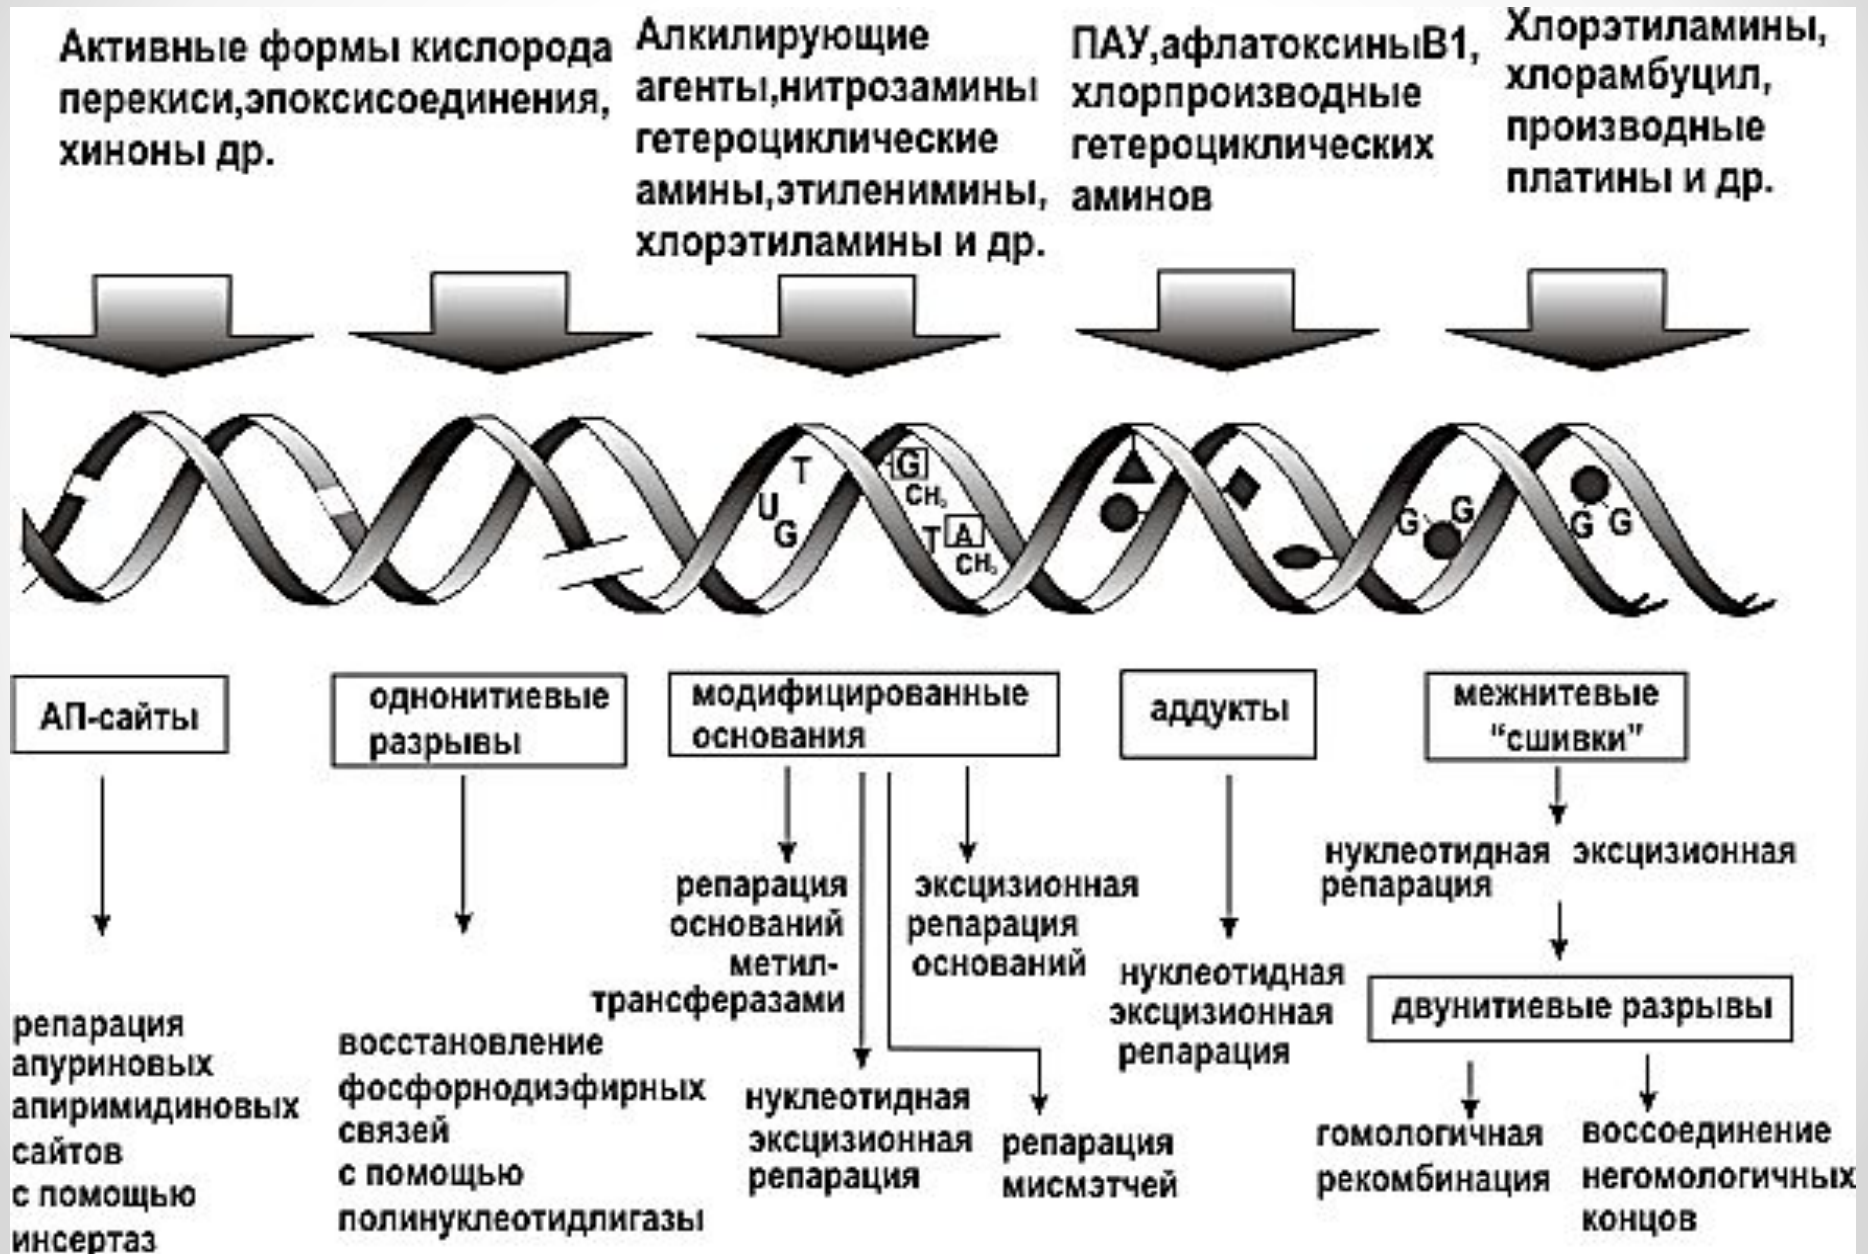 Активные формы кислорода
перекиси,эпоксисоединения,
хиноны др.
Алкилирующие
агенты,нитрозамины
гетероциклические
амины,этиленимины,
хлорэтиламины и др.
ПАУ,афлатоксиныВ1,
хлорпроизводные
гетероциклических
аминов
Хлорэтиламины,
хлорамбуцил,
производные
платины и др.
T
U
G
G
CH₃
T A
CH₃
G G
G G
АП-сайты
однонитиевые
разрывы
модифицированные
основания
аддукты
межнитевые
“сшивки”
репарация
апуриновых
апиримидиновых
сайтов
с помощью
инсертаз
восстановление
фосфорнодиэфирных
связей
с помощью
полинуклеотидлигазы
репарация
оснований
метил-
трансферазами
нуклеотидная
эксцизионная
репарация
репарация
мисмэтчей
эксцизионная
репарация
оснований
нуклеотидная
эксцизионная
репарация
нуклеотидная эксцизионная
репарация
двунитиевые разрывы
гомологичная
рекомбинация
воссоединение
негомологичных
концов